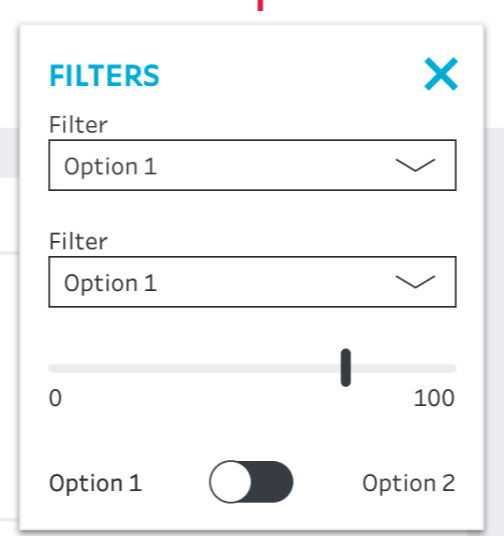 FILTERS
Filter
Option 1
Filter
Option 1
0 100
Option 1 Option 2